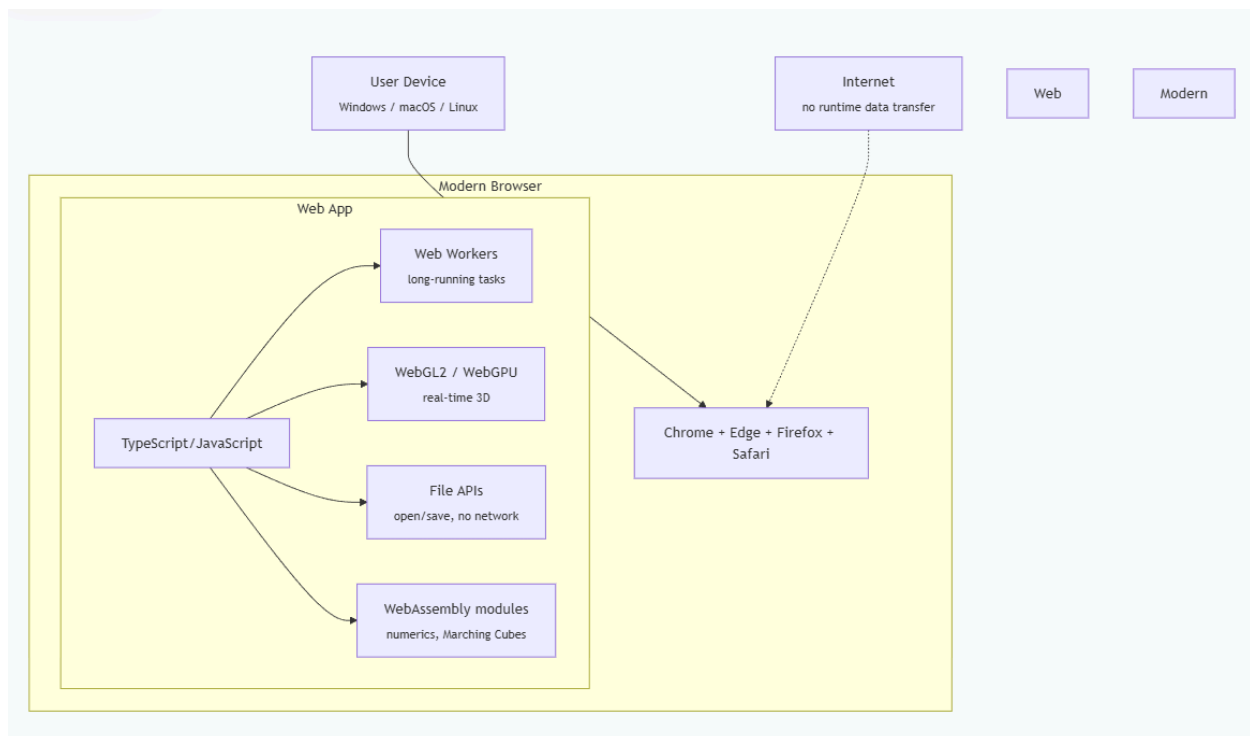 User Device
Windows / macOS / Linux
Internet
no runtime data transfer
Web
Modern
Modern Browser
Web App
Web Workers
long-running tasks
WebGL2 / WebGPU
real-time 3D
TypeScript/JavaScript
Chrome + Edge + Firefox +
Safari
File APIs
open/save, no network
WebAssembly modules
numerics, Marching Cubes